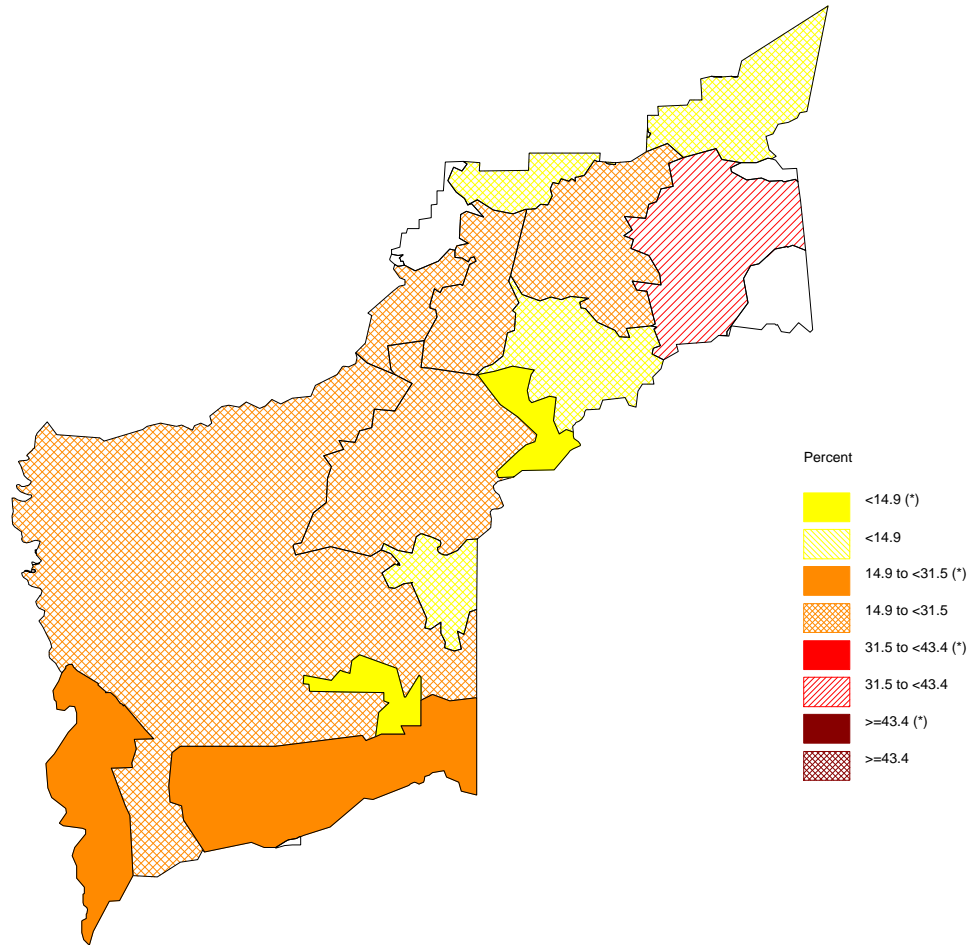 Percent
<14.9 (*)
<14.9
14.9 to <31.5 (*)
14.9 to <31.5
31.5 to <43.4 (*)
31.5 to <43.4
>=43.4 (*)
>=43.4